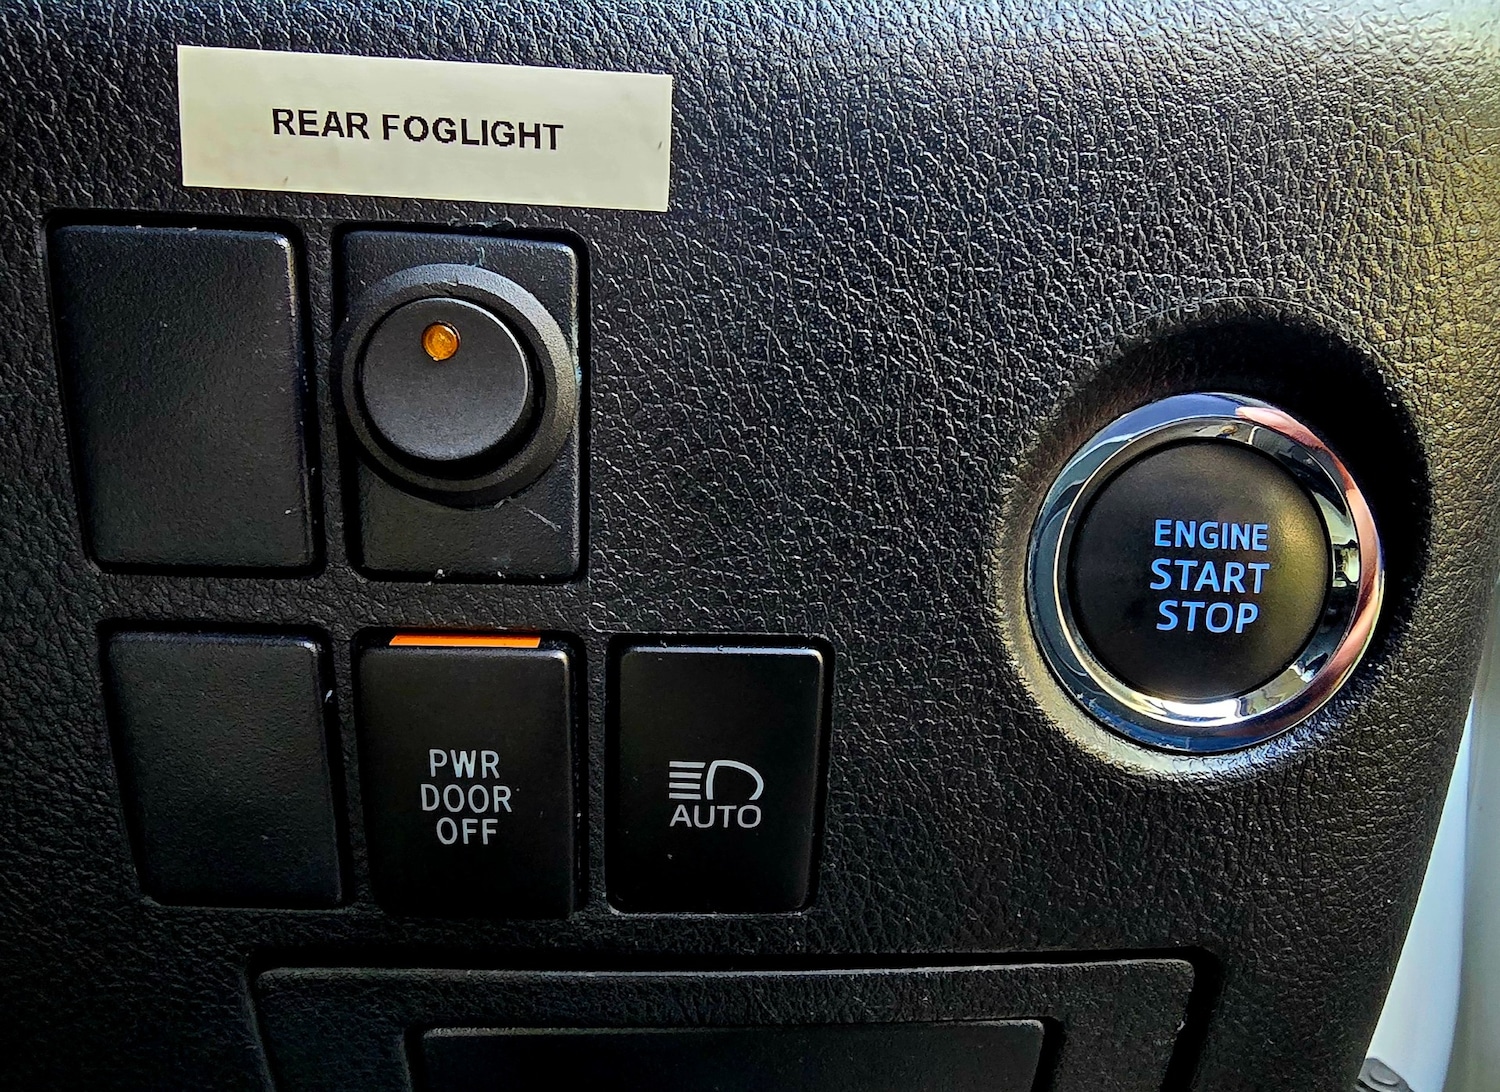 REAR FOGLIGHT
ENGINE
START
STOP
PWR
DOOR
OFF
AUTO